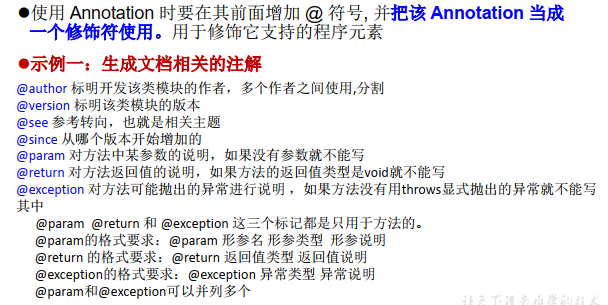 ●使用 Annotation 时要在其前面增加 @ 符号, 并把该 Annotation 当成
一个修饰符使用。用于修饰它支持的程序元素
●示例一：生成文档相关的注解
@author 标明开发该类模块的作者，多个作者之间使用,分割
@version 标明该类模块的版本
@see 参考转向，也就是相关主题
@since 从哪个版本开始增加的
@param 对方法中某参数的说明，如果没有参数就不能写
@return 对方法返回值的说明，如果方法的返回值类型是void就不能写
@exception 对方法可能抛出的异常进行说明 ，如果方法没有用throws显式抛出的异常就不能写
其中
@param @return 和 @exception 这三个标记都是只用于方法的。
@param的格式要求：@param 形参名 形参类型 形参说明
@return 的格式要求：@return 返回值类型 返回值说明
@exception的格式要求：@exception 异常类型 异常说明
@param和@exception可以并列多个
让天下没有难学的技术